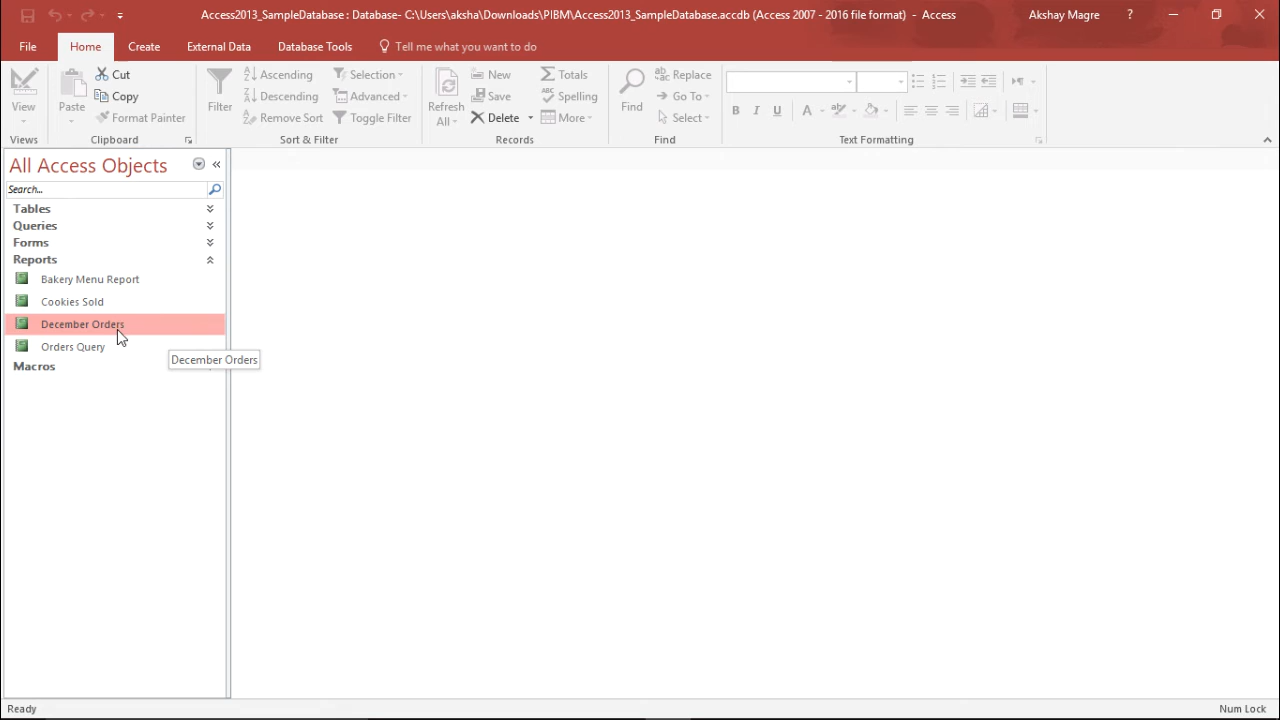 Access2013_SampleDatabase : Database- C:\Users\aksha\Downloads\PIBM\Access2013_SampleDatabase.accdb (Access 2007 - 2016 file format) - Access
Akshay Magre
?
File
Home
Create
External Data
Database Tools
Tell me what you want to do
View
Paste
Cut
Copy
Format Painter
Filter
Ascending
Descending
Remove Sort
Selection
Advanced
Toggle Filter
Refresh
All
New
Save
Delete
Totals
Spelling
More
Find
Replace
Go To
Select
B I U A
Views
Clipboard
Sort & Filter
Records
Find
Text Formatting
All Access Objects
Search...
Tables
Queries
Forms
Reports
Bakery Menu Report
Cookies Sold
December Orders
Orders Query
December Orders
Macros
Ready
Num Lock